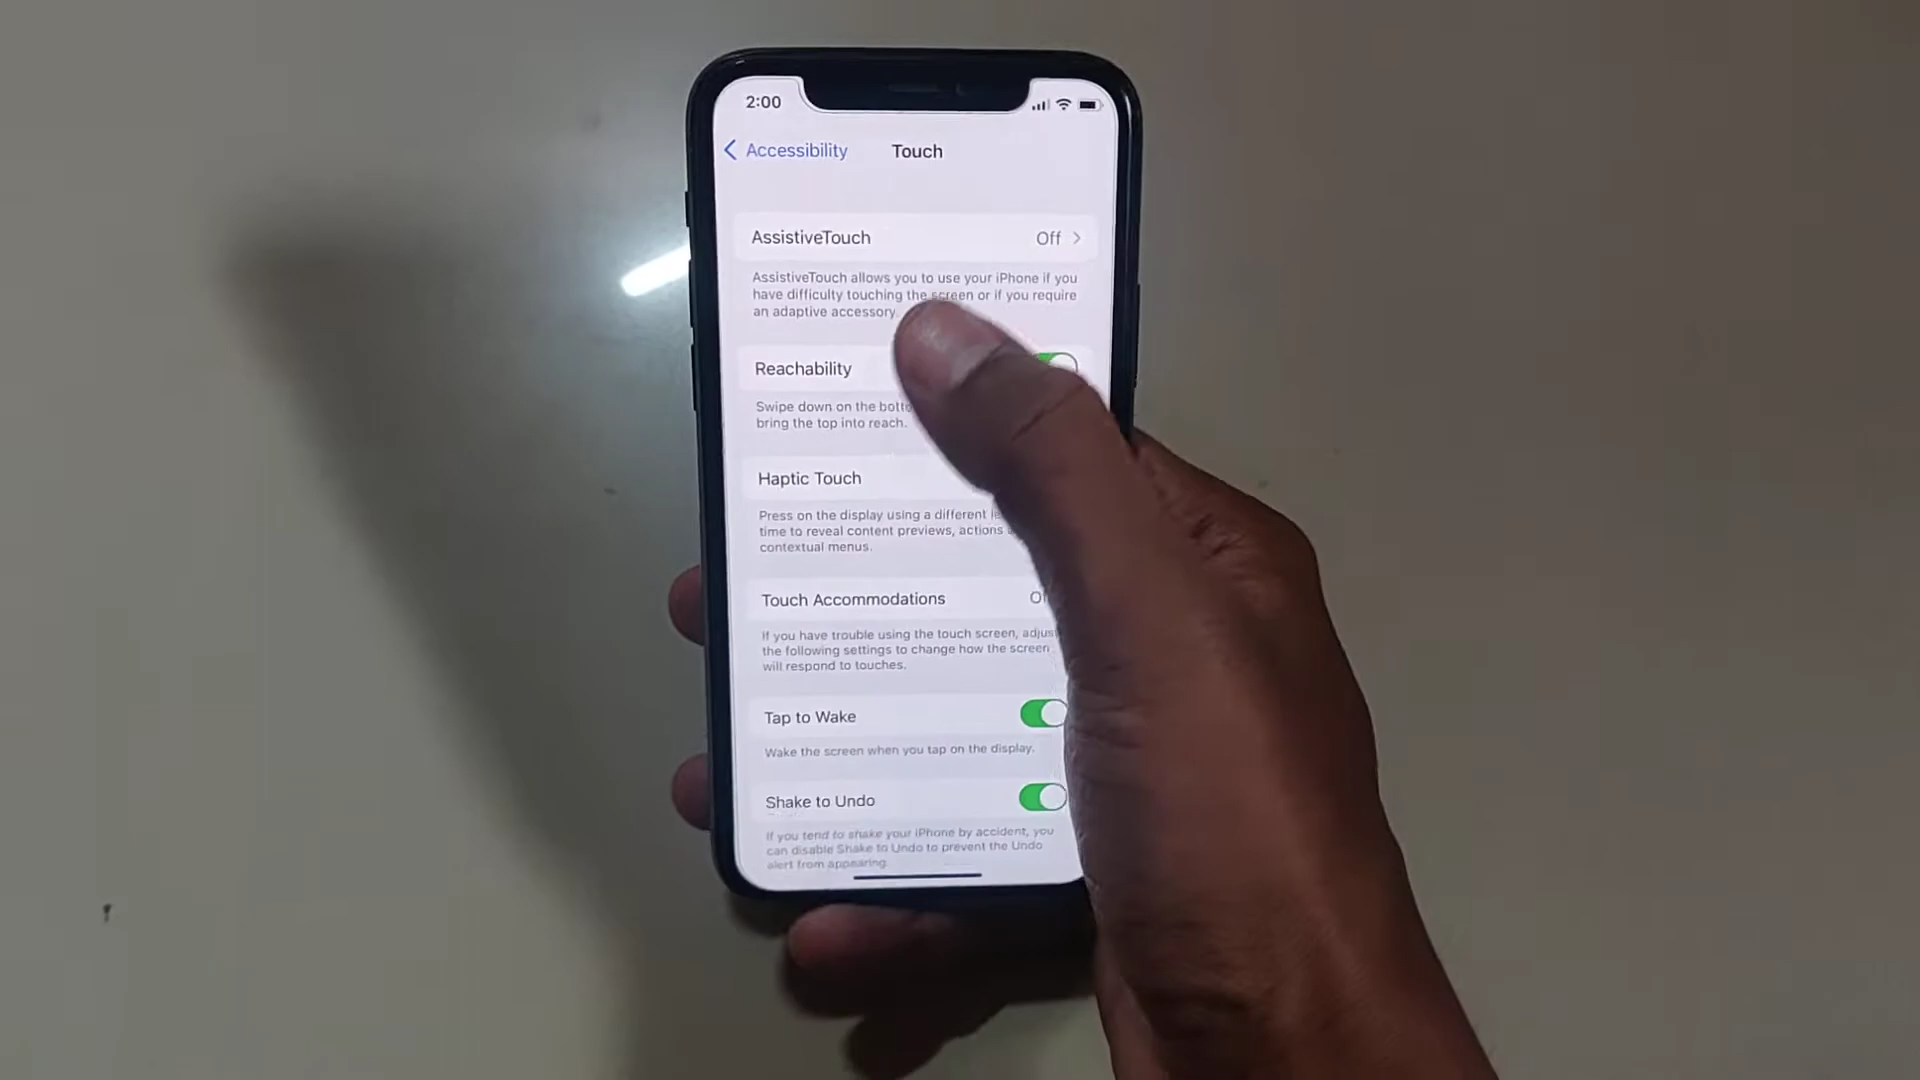 2:00
Accessibility
Touch
AssistiveTouch
Off
AssistiveTouch allows you to use your iPhone if you
have difficulty touching the screen or if you require
an adaptive accessory.
Reachability
Swipe down on the
bring the top into reach.
Haptic Touch
Press on the display using a different
time to reveal content previews, actions
contextual menus.
Touch Accommodations
If you have trouble using the touch screen, adjust
the following settings to change how the screen
will respond to touches.
Tap to Wake
Wake the screen when you tap on the display.
Shake to Undo
If you tend to shake your iPhone by accident, you
can disable Shake to Undo to prevent the Undo
alert from appearing.